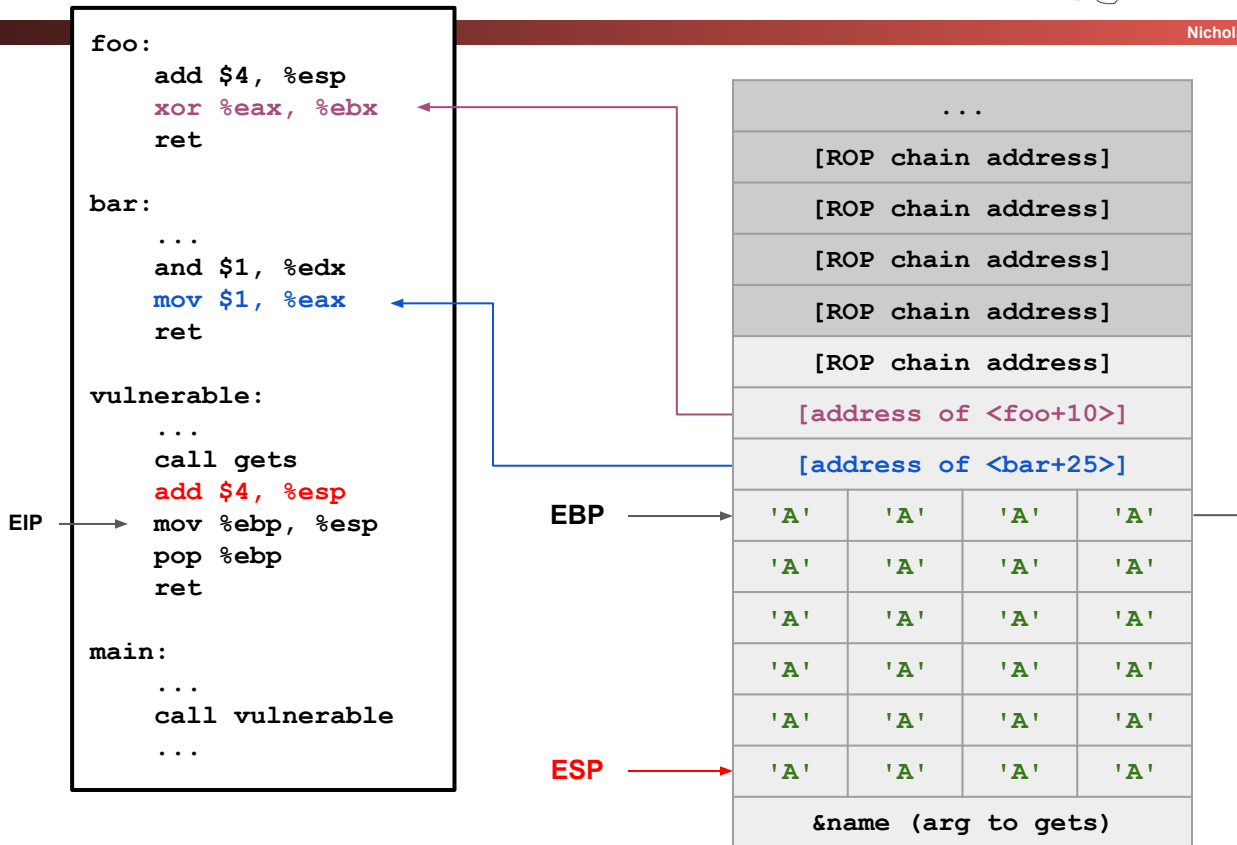 Nichola
foo:
add $4, %esp
xor %eax, %ebx
ret
bar:
...
and $1, %edx
mov $1, %eax
ret
vulnerable:
...
call gets
add $4, %esp
mov %ebp, %esp
pop %ebp
ret
main:
...
call vulnerable
...
EIP
EBP
ESP
...
[ROP chain address]
[ROP chain address]
[ROP chain address]
[ROP chain address]
[ROP chain address]
[address of <foo+10>]
[address of <bar+25>]
'A' 'A' 'A' 'A'
'A' 'A' 'A' 'A'
'A' 'A' 'A' 'A'
'A' 'A' 'A' 'A'
'A' 'A' 'A' 'A'
'A' 'A' 'A' 'A'
&name (arg to gets)